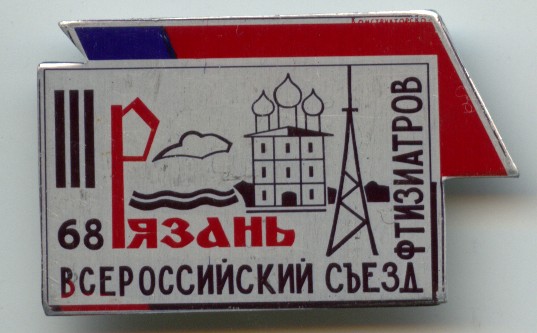 III
68
Рязань
ВСЕРОССИЙСКИЙ СЪЕЗД
ФТИЗИАТРОВ